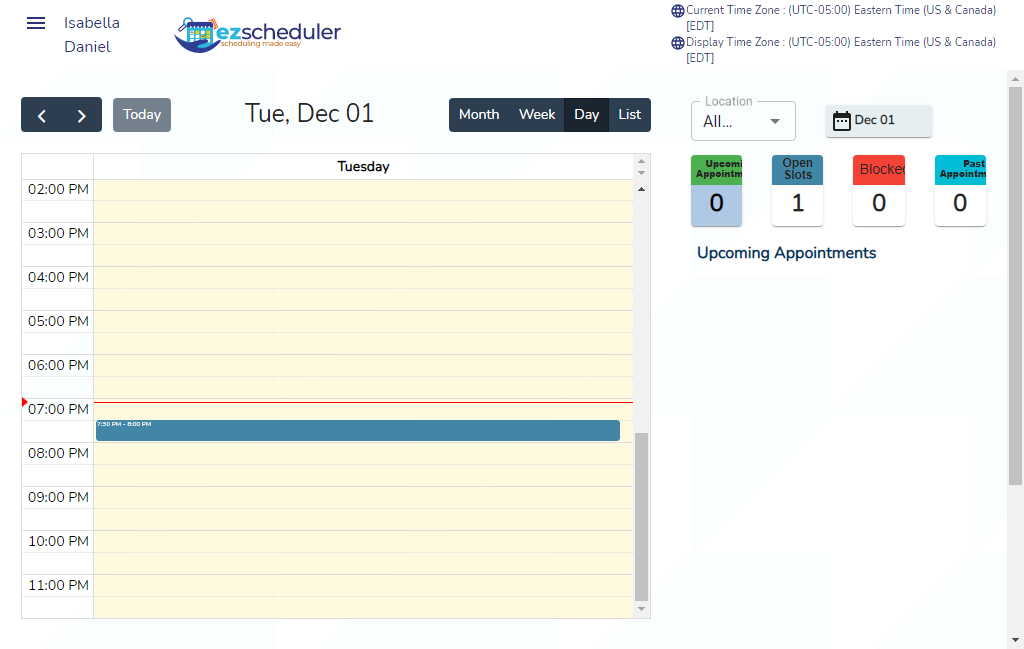 Isabella
Daniel
ezscheduler
scheduling made easy
Current Time Zone : (UTC-05:00) Eastern Time (US & Canada)
[EDT]
Display Time Zone : (UTC-05:00) Eastern Time (US & Canada)
[EDT]
Today
Tue, Dec 01
Month
Week
Day
List
Location
All...
Dec 01
Tuesday
02:00 PM
03:00 PM
04:00 PM
05:00 PM
06:00 PM
07:00 PM
7:30 PM - 8:00 PM
08:00 PM
09:00 PM
10:00 PM
11:00 PM
Upcomi
Appointm
0
Open
Slots
1
Blocked
0
Past
Appointm
0
Upcoming Appointments